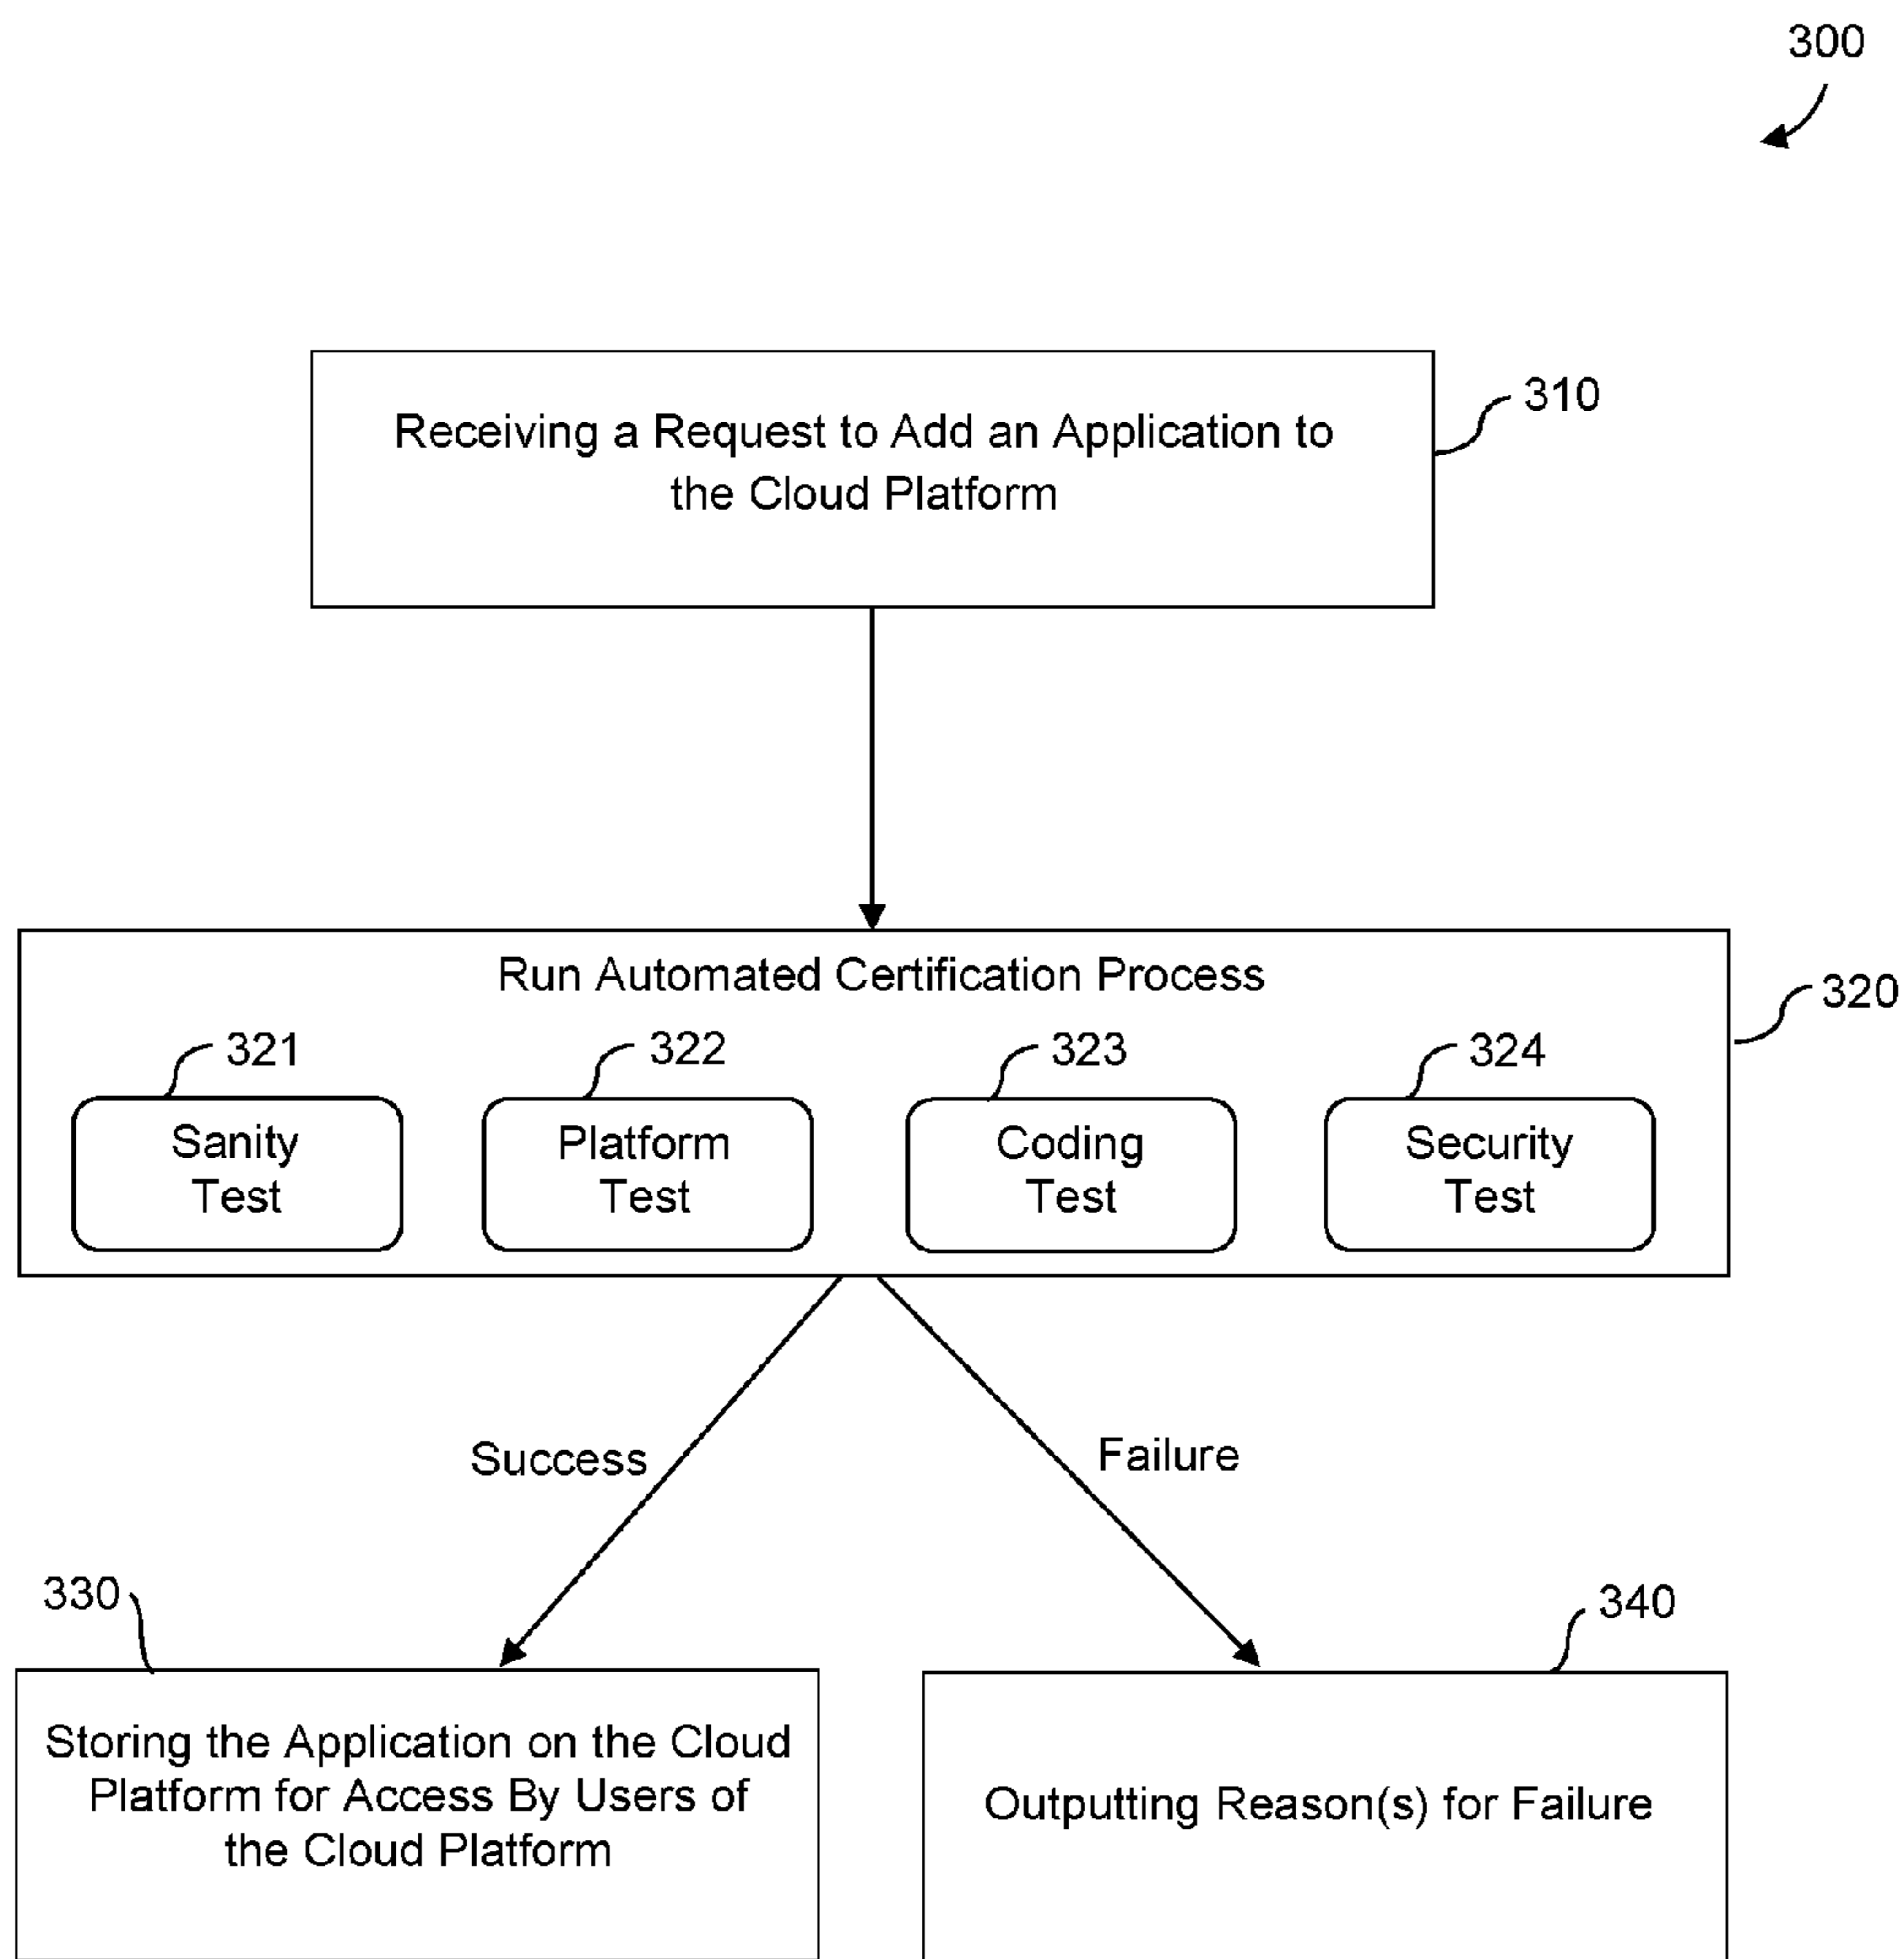 300
Receiving a Request to Add an Application to
the Cloud Platform
310
Run Automated Certification Process
320
321
322
323
324
Sanity
Test
Platform
Test
Coding
Test
Security
Test
Success
Failure
330
340
Storing the Application on the Cloud
Platform for Access By Users of
the Cloud Platform
Outputting Reason(s) for Failure